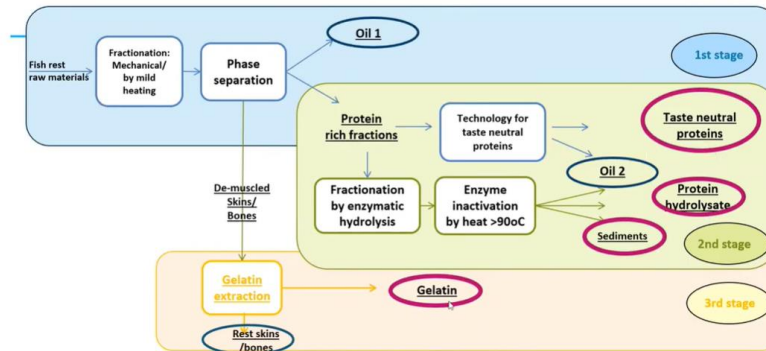 Oil 1
1st stage
Fractionation:
Mechanical/
by mild
heating
Phase
separation
Fish rest
raw materials
Protein
rich fractions
Technology for
taste neutral
proteins
Taste neutral
proteins
Oil 2
De-muscled
Skins/
Bones
Fractionation
by enzymatic
hydrolysis
Enzyme
inactivation
by heat >90oC
Protein
hydrolysate
Sediments
2nd stage
Gelatin
extraction
Gelatin
3rd stage
Rest skins
/bones